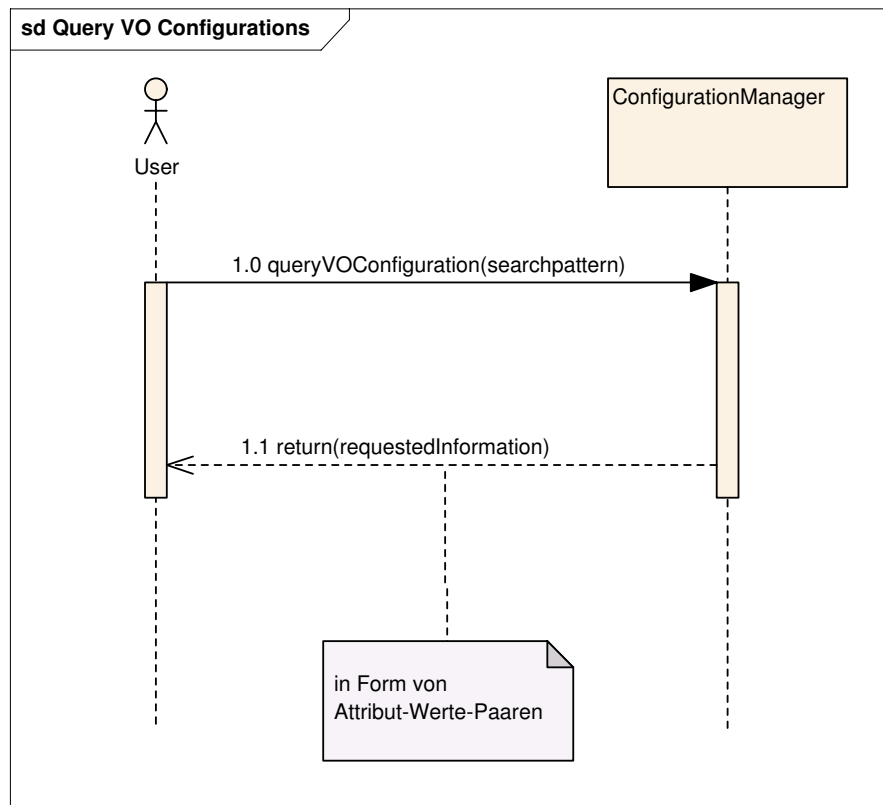 sd Query VO Configurations
User
ConfigurationManager
1.0 queryVOConfiguration(searchpattern)
1.1 return(requestedInformation)
in Form von
Attribut-Werte-Paaren